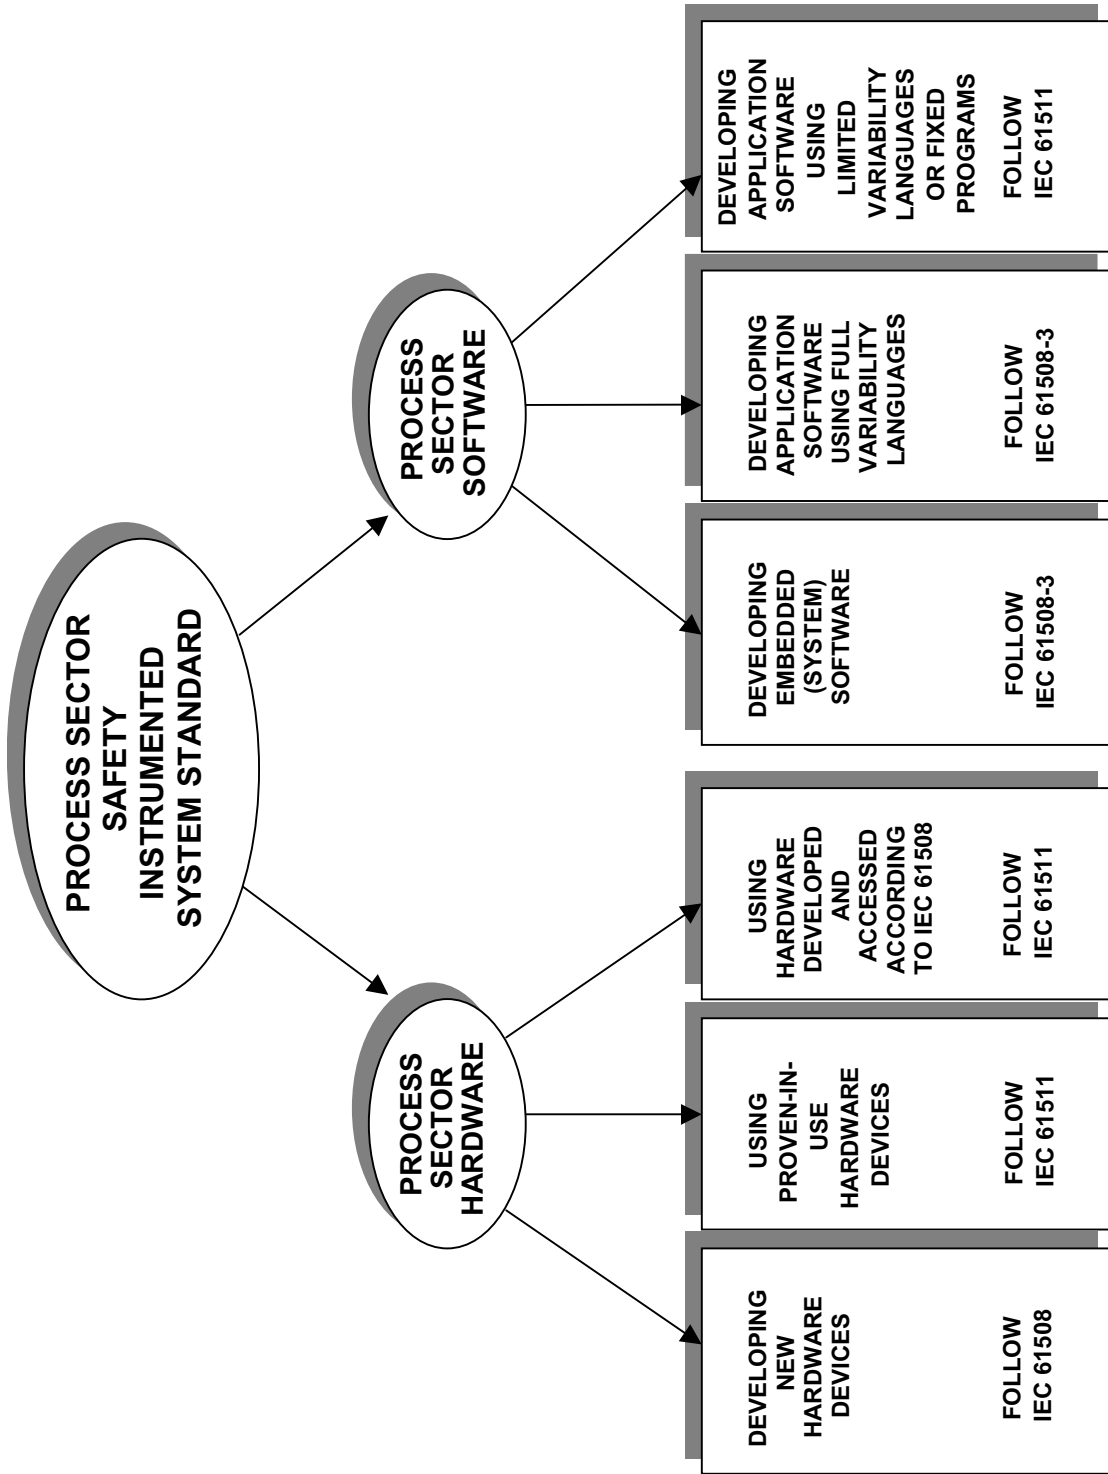 PROCESS SECTOR
SAFETY
INSTRUMENTED
SYSTEM STANDARD
PROCESS
SECTOR
HARDWARE
PROCESS
SECTOR
SOFTWARE
DEVELOPING
NEW
HARDWARE
DEVICES
FOLLOW
IEC 61508
USING
PROVEN-IN-
USE
HARDWARE
DEVICES
FOLLOW
IEC 61511
USING
HARDWARE
DEVELOPED
AND
ACCESSED
ACCORDING
TO IEC 61508
FOLLOW
IEC 61511
DEVELOPING
EMBEDDED
(SYSTEM)
SOFTWARE
FOLLOW
IEC 61508-3
DEVELOPING
APPLICATION
SOFTWARE
USING FULL
VARIABILITY
LANGUAGES
FOLLOW
IEC 61508-3
DEVELOPING
APPLICATION
SOFTWARE
USING
LIMITED
VARIABILITY
LANGUAGES
OR FIXED
PROGRAMS
FOLLOW
IEC 61511